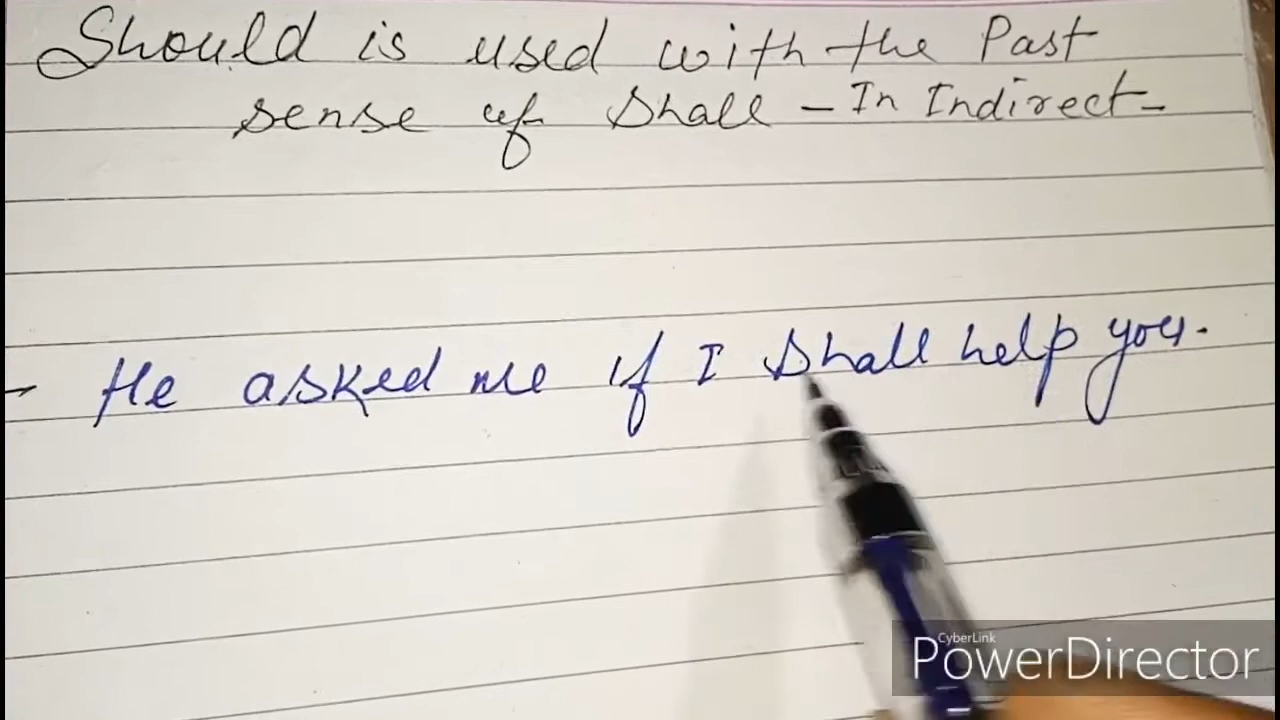 Should is used with the Past
sense of Shall - In Indirect -
- He asked me if I shall help you.
CyberLink
PowerDirector